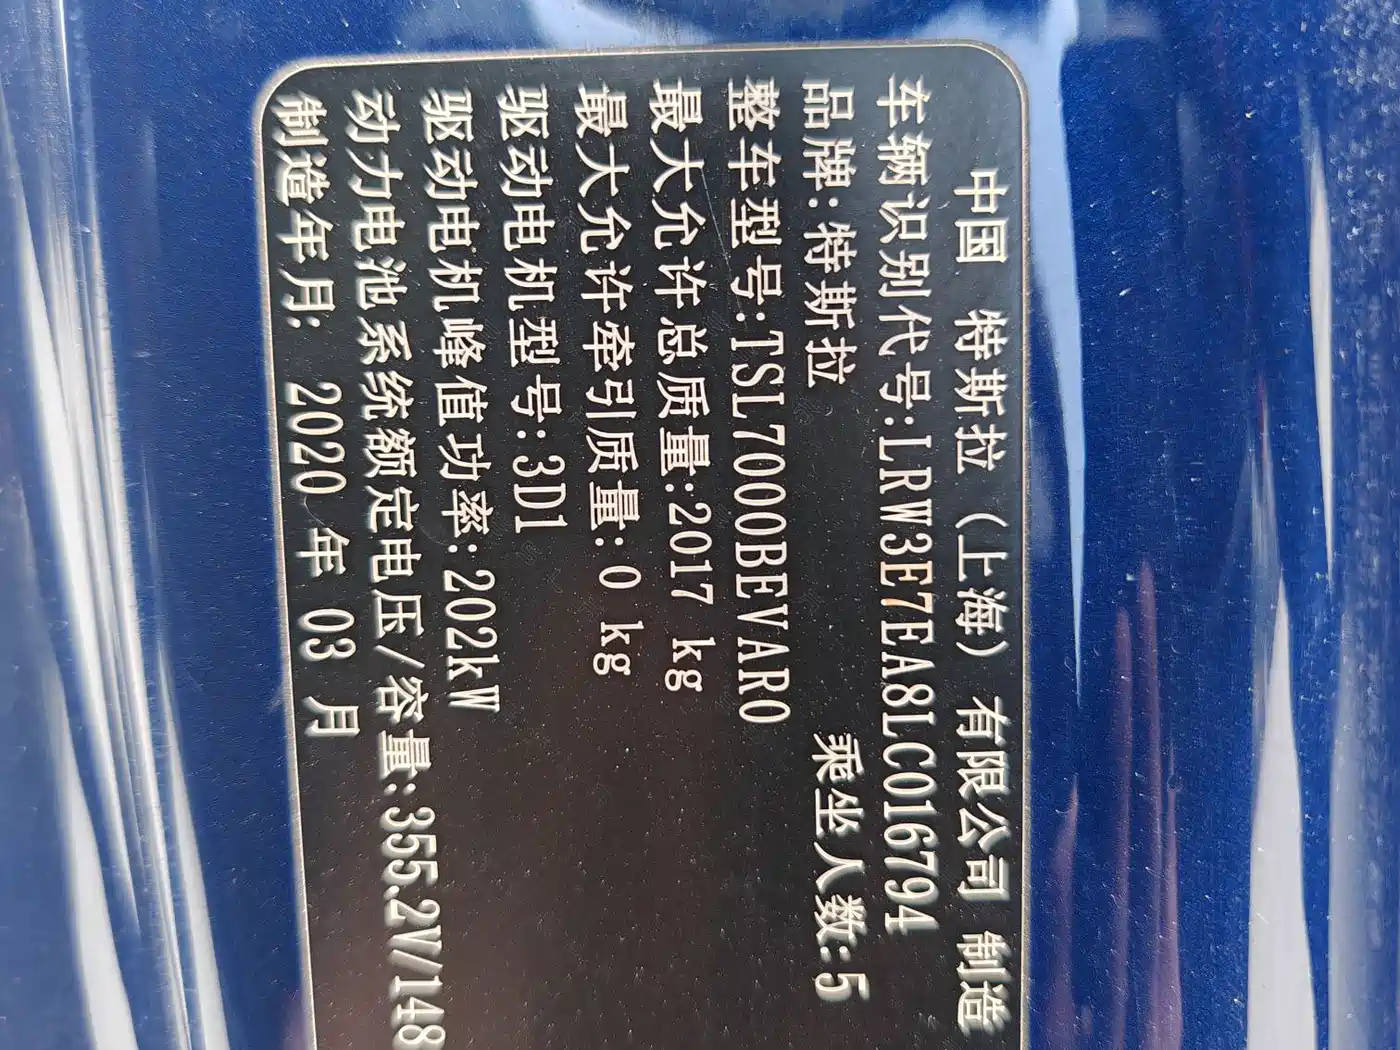 中国 特斯拉（上海）有限公司 制造
车辆识别代号:LRW3E7EA8LC016794
品牌:特斯拉 乘坐人数:5
整车型号:TSL7000BEVAR0
最大允许总质量:2017 kg
最大允许牵引质量:0 kg
驱动电机型号:3D1
驱动电机峰值功率:202kW
动力电池系统额定电压/容量:355.2V/148
制造年月: 2020 年 03 月